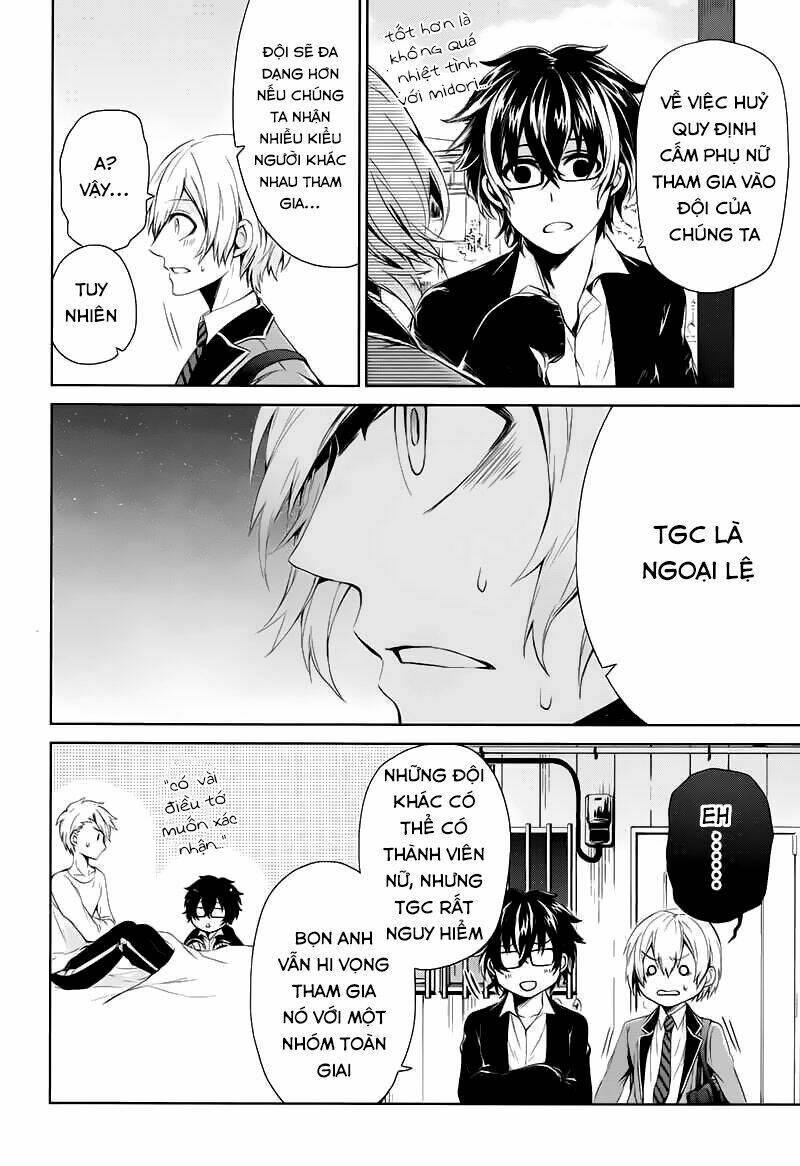 VỀ VIỆC HUỶ
QUY ĐỊNH
CẤM PHỤ NỮ
THAM GIA VÀO
ĐỘI CỦA
CHÚNG TA
tốt hơn là
không quá
nhiệt tình
với midori...
ĐỘI SẼ ĐA
DẠNG HƠN
NẾU CHÚNG
TA NHẬN
NHIỀU KIỂU
NGƯỜI KHÁC
NHAU THAM
GIA...
A?
VẬY...
TUY
NHIÊN
TGC LÀ
NGOẠI LỆ
EH
NHỮNG ĐỘI
KHÁC CÓ
THỂ CÓ
THÀNH VIÊN
NỮ, NHƯNG
TGC RẤT
NGUY HIỂM
BỌN ANH
VẪN HI VỌNG
THAM GIA
NÓ VỚI MỘT
NHÓM TOÀN
GIAI
"có vài
điều tớ
muốn xác
nhận..."